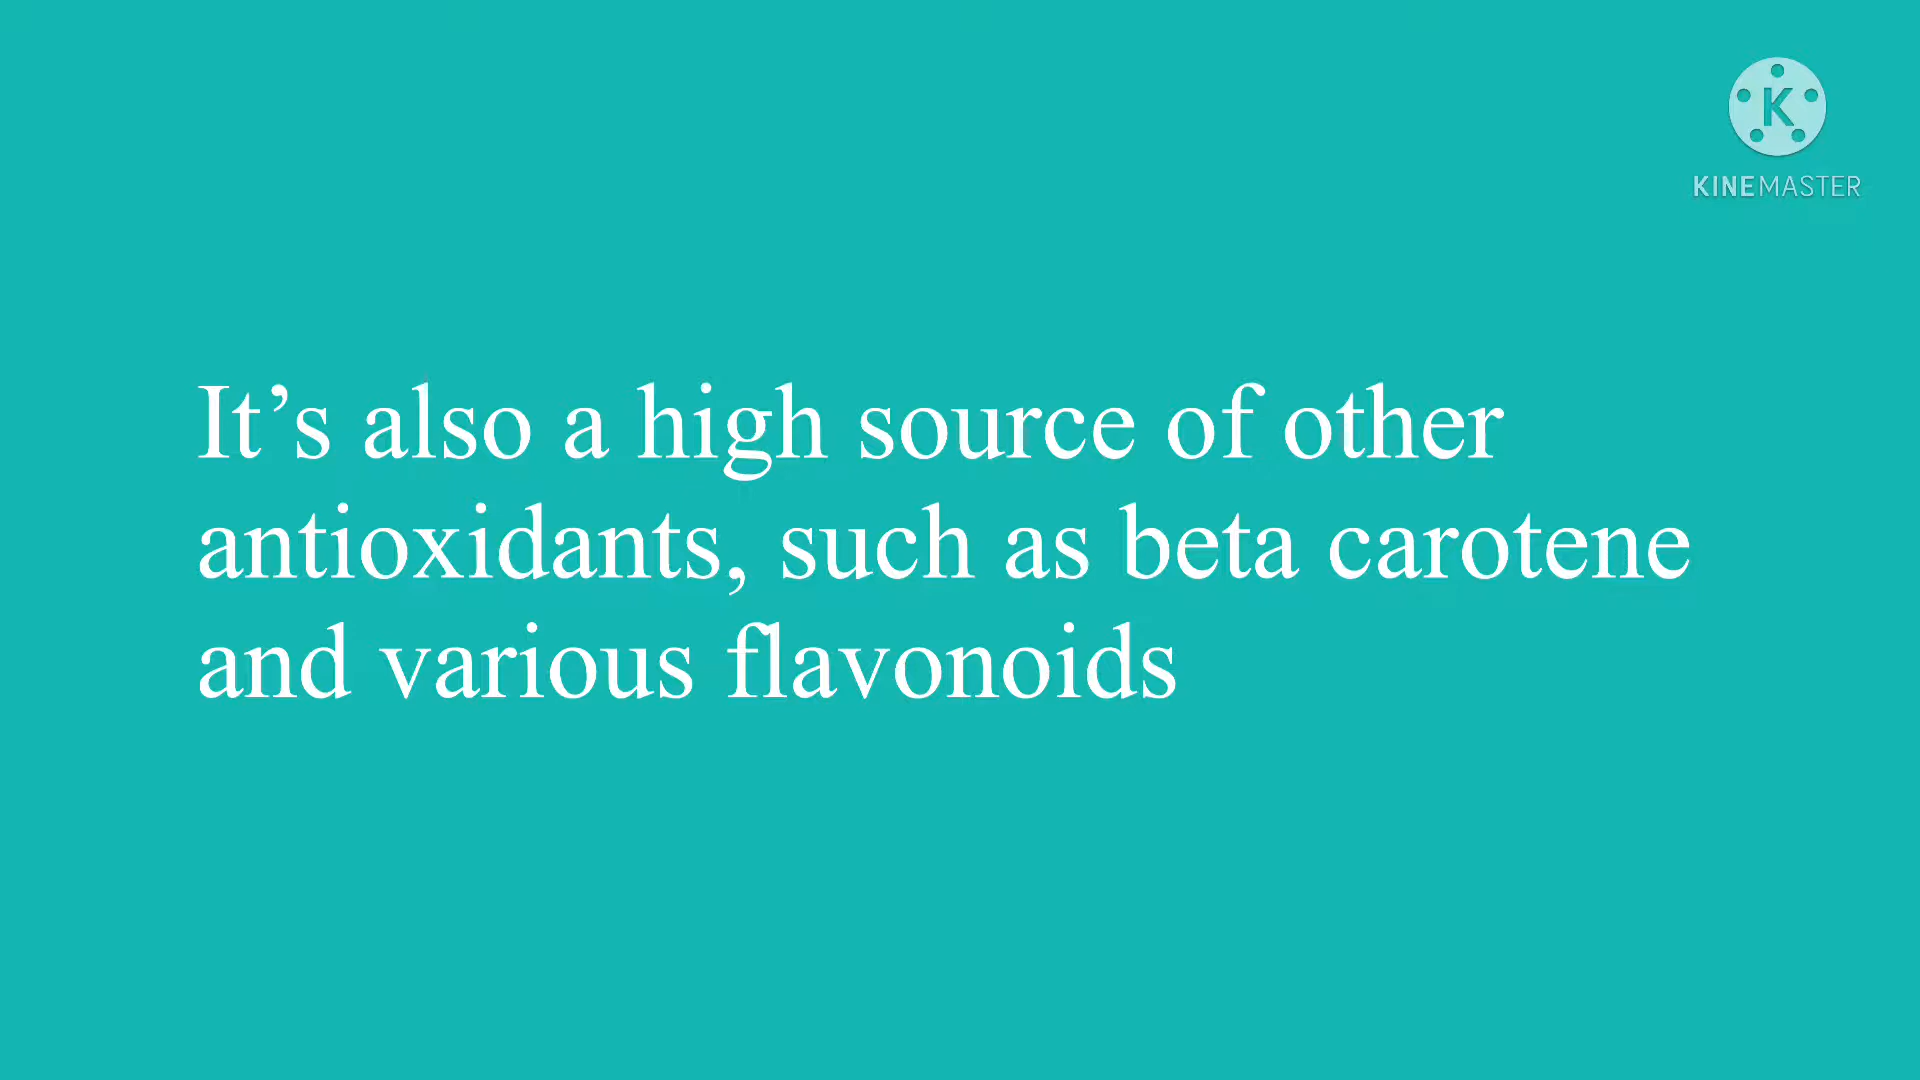 K
KINEMASTER
It’s also a high source of other
antioxidants, such as beta carotene
and various flavonoids